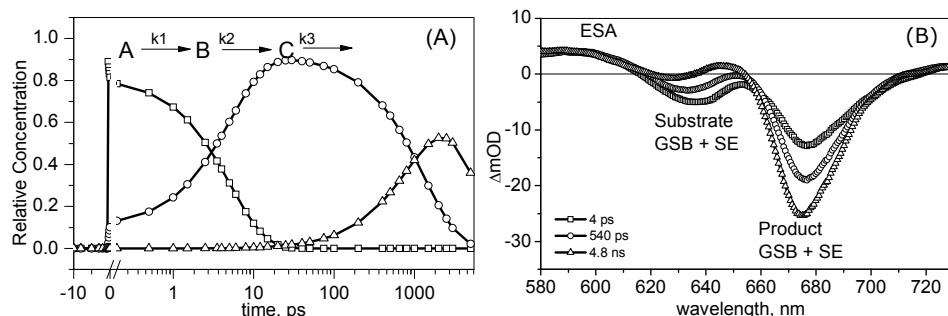 (A)
A k1 B k2 C k3
Relative Concentration
1.0
0.8
0.6
0.4
0.2
0.0
-10 0 1 10 100 1000
time, ps
□ 4 ps
○ 540 ps
△ 4.8 ns
(B)
ESA
Substrate
GSB + SE
Product
GSB + SE
ΔmOD
10
0
-10
-20
-30
580 600 620 640 660 680 700 720
wavelength, nm